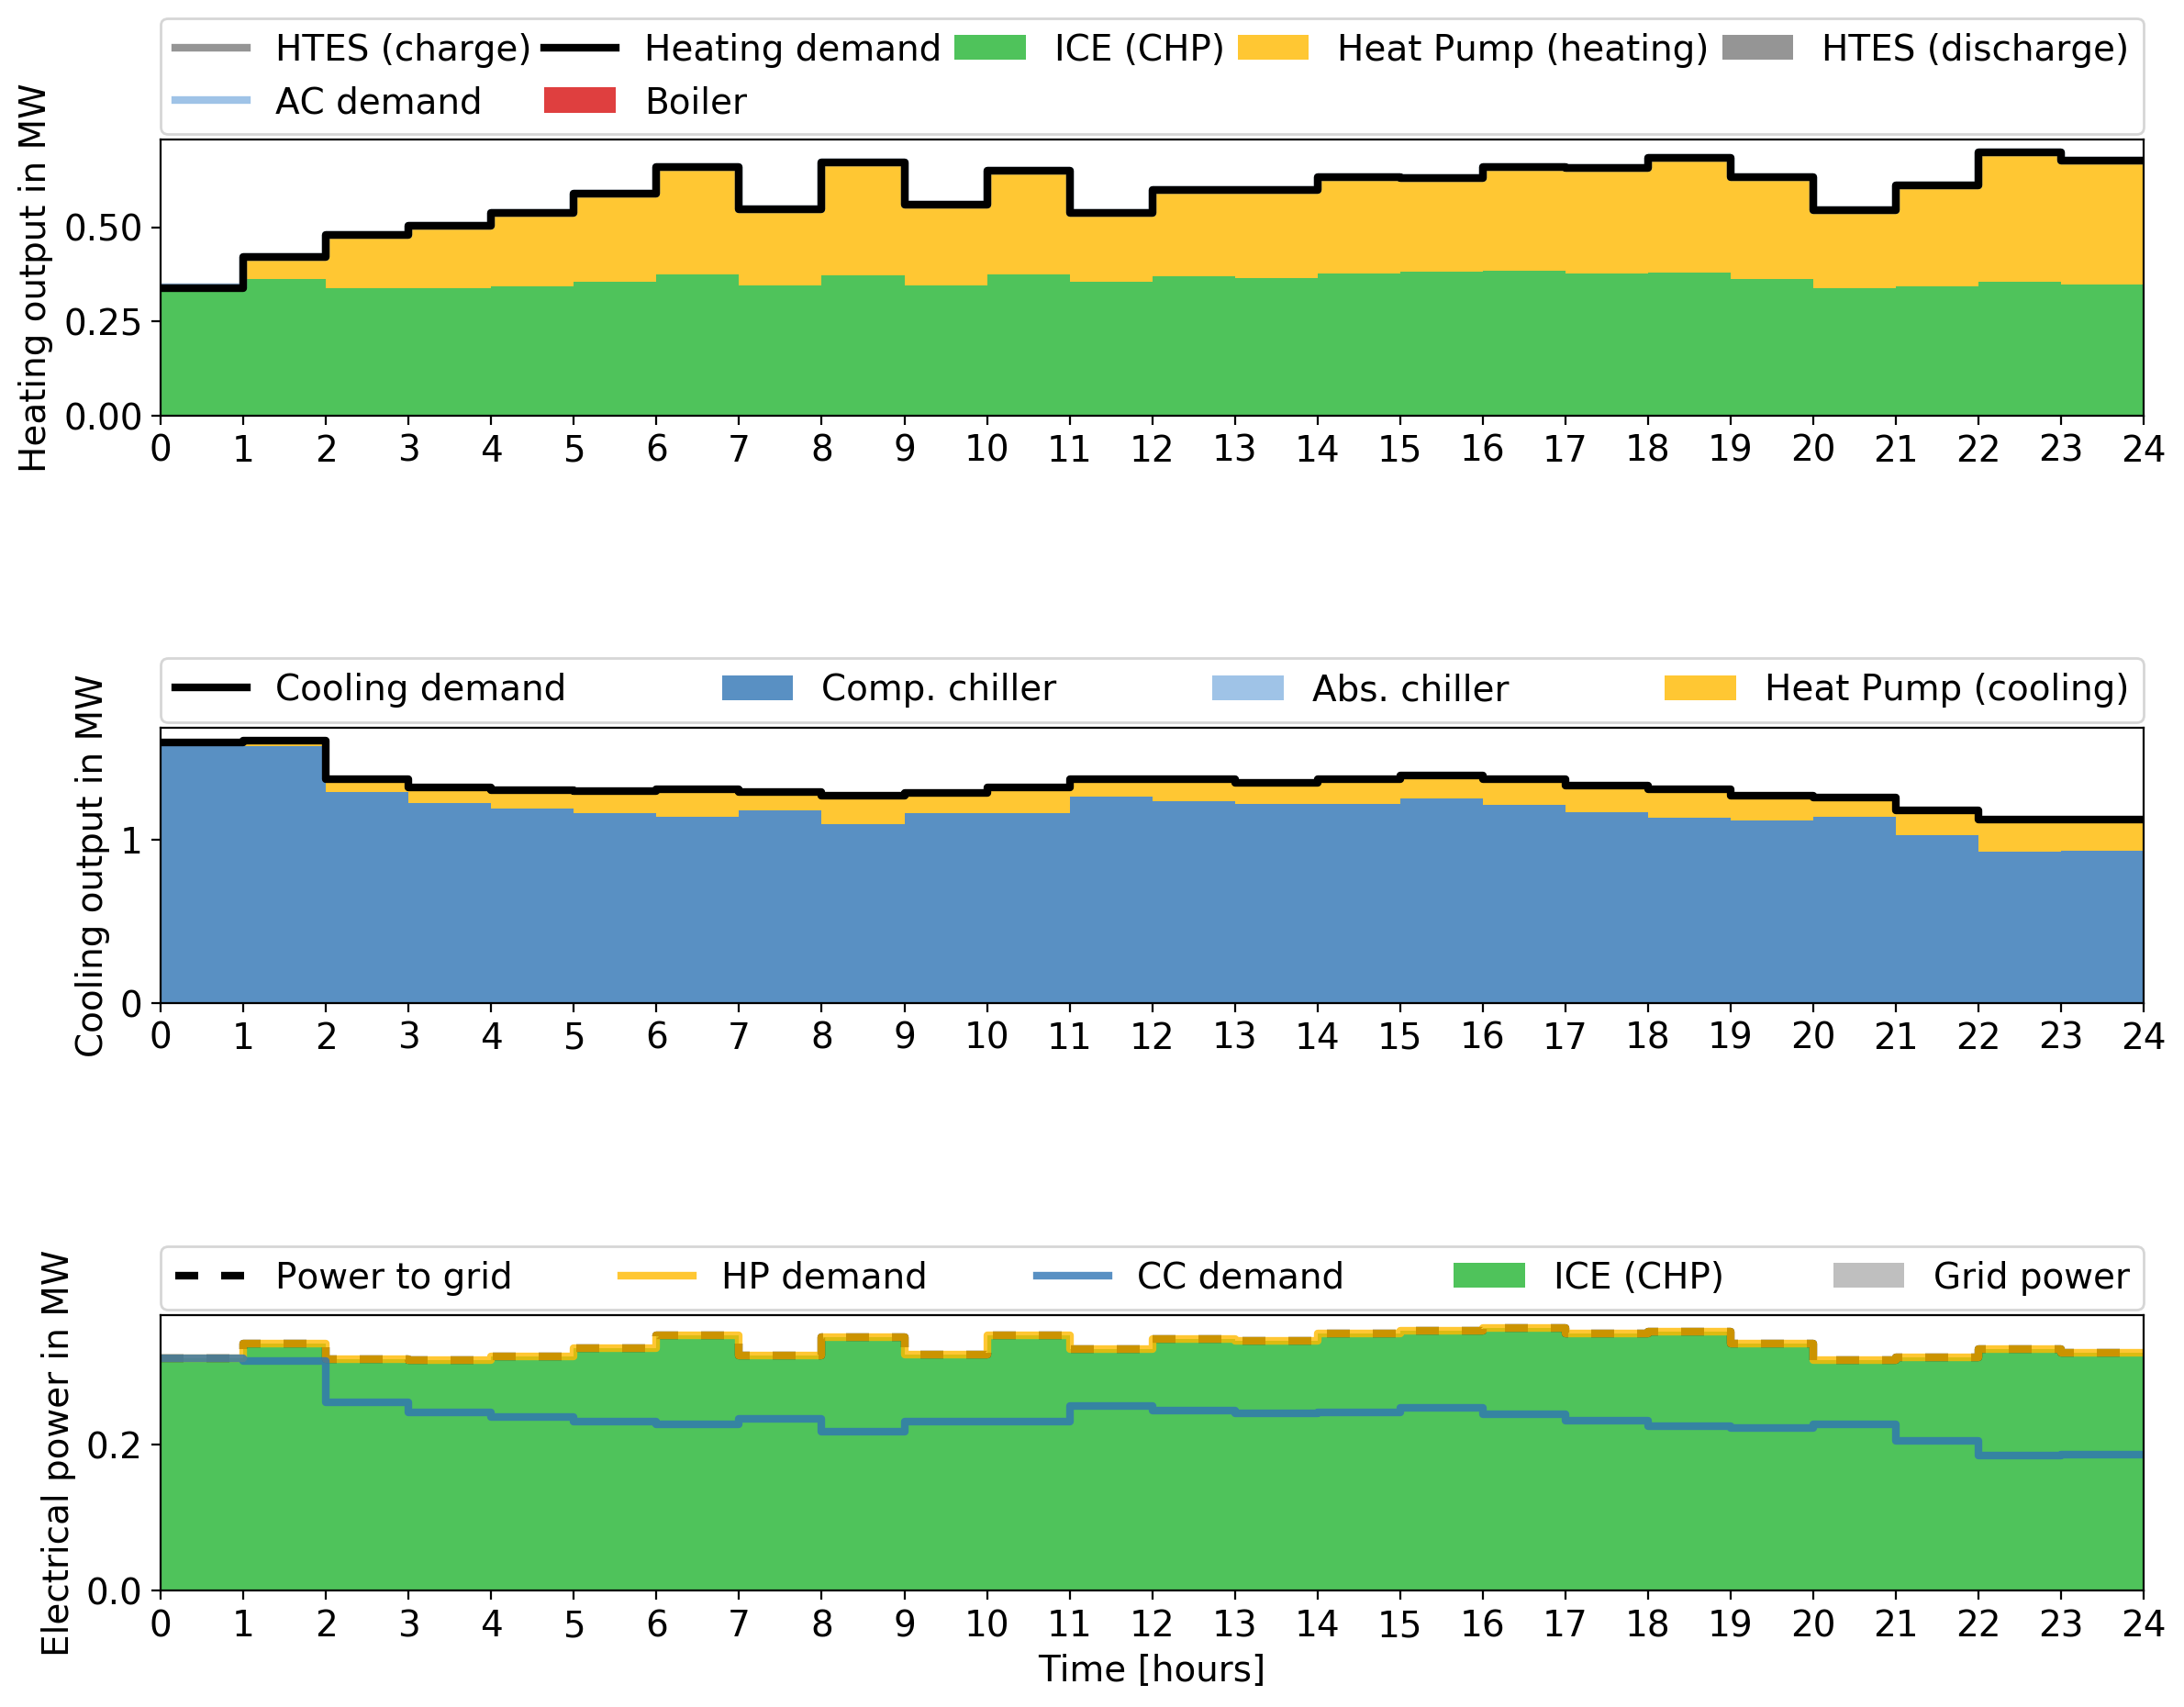 HTES (charge) Heating demand ICE (CHP) Heat Pump (heating) HTES (discharge)
AC demand Boiler
Heating output in MW
0.50
0.25
0.00
0 1 2 3 4 5 6 7 8 9 10 11 12 13 14 15 16 17 18 19 20 21 22 23 24
Cooling demand Comp. chiller Abs. chiller Heat Pump (cooling)
Cooling output in MW
1
0
0 1 2 3 4 5 6 7 8 9 10 11 12 13 14 15 16 17 18 19 20 21 22 23 24
Power to grid HP demand CC demand ICE (CHP) Grid power
Electrical power in MW
0.2
0.0
0 1 2 3 4 5 6 7 8 9 10 11 12 13 14 15 16 17 18 19 20 21 22 23 24
Time [hours]